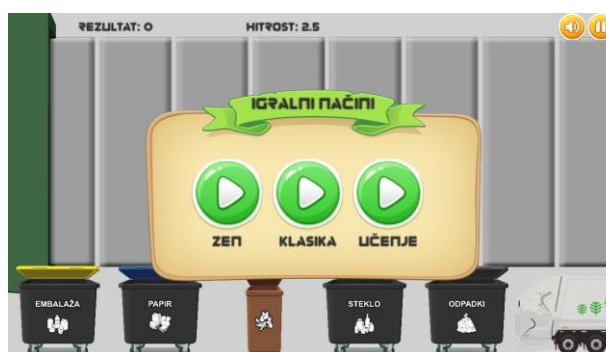 REZULTAT: 0
HITROST: 2.5
IGRALNI NAČINI
ZEN
KLASIKA
UČENJE
EMBALAŽA
PAPIR
STEKLO
ODPADKI